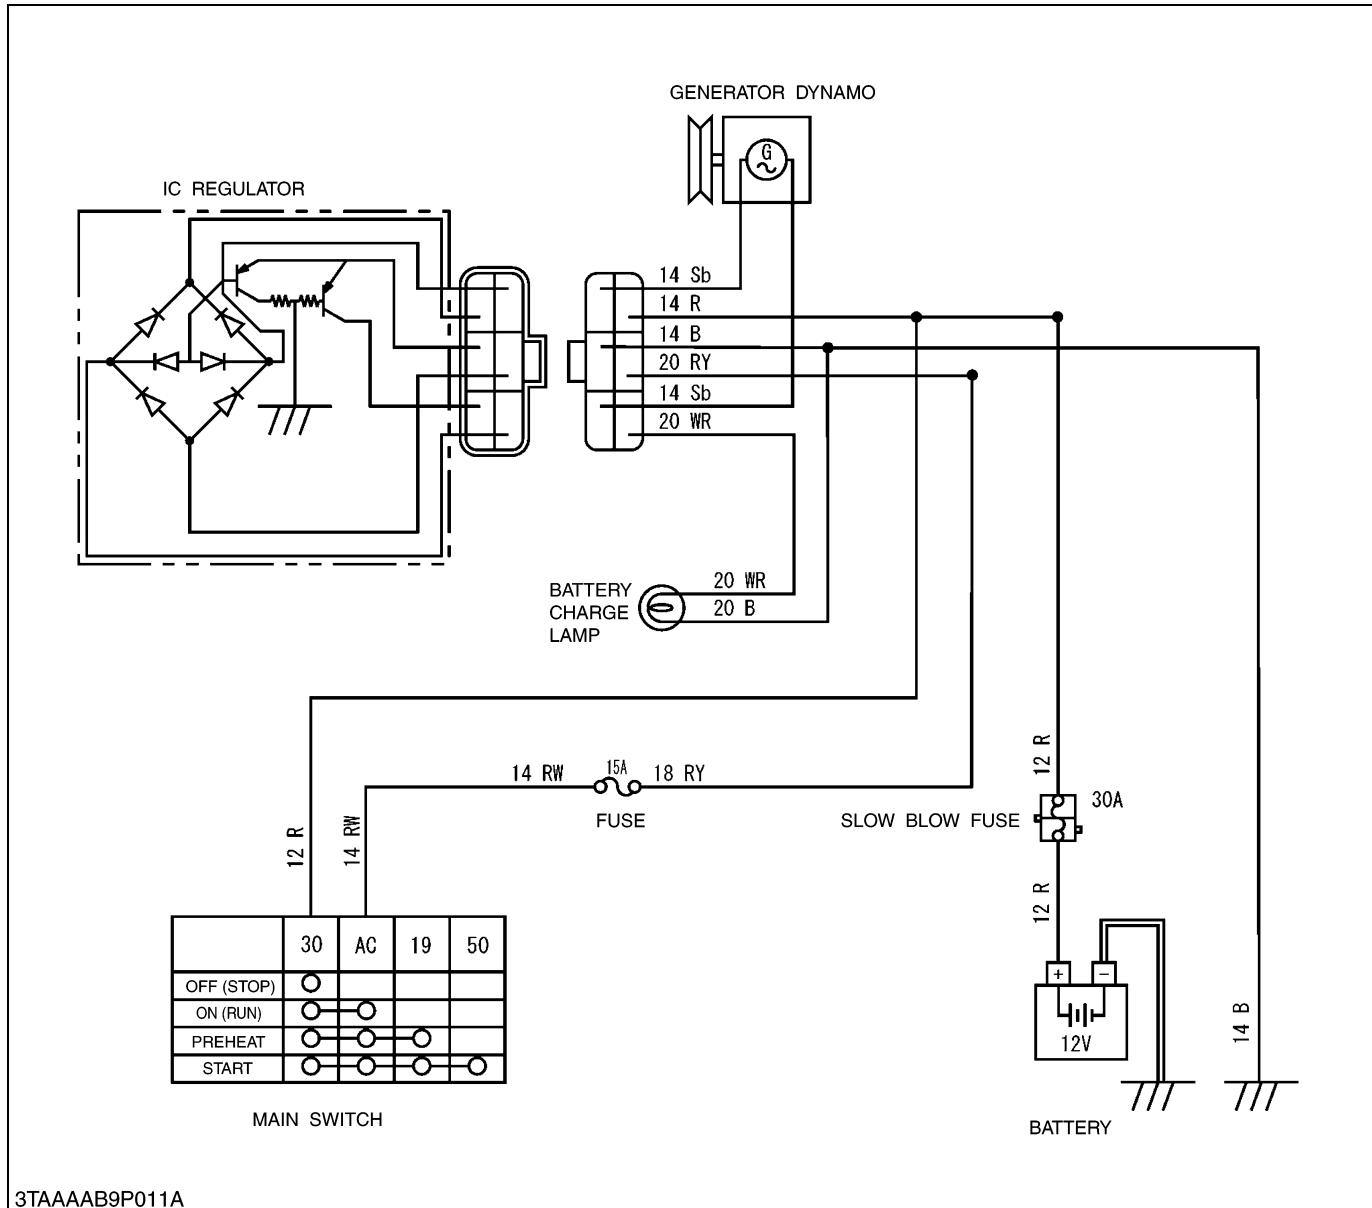 GENERATOR DYNAMO
G
IC REGULATOR
14 Sb
14 R
14 B
20 RY
14 Sb
20 WR
BATTERY
CHARGE
LAMP
20 WR
20 B
12 R
14 RW
15A
18 RY
FUSE
SLOW BLOW FUSE
30A
12 R
14 RW
12 R
30 AC 19 50
OFF (STOP)
ON (RUN)
PREHEAT
START
MAIN SWITCH
+
−
12V
14 B
BATTERY
3TAAAAB9P011A